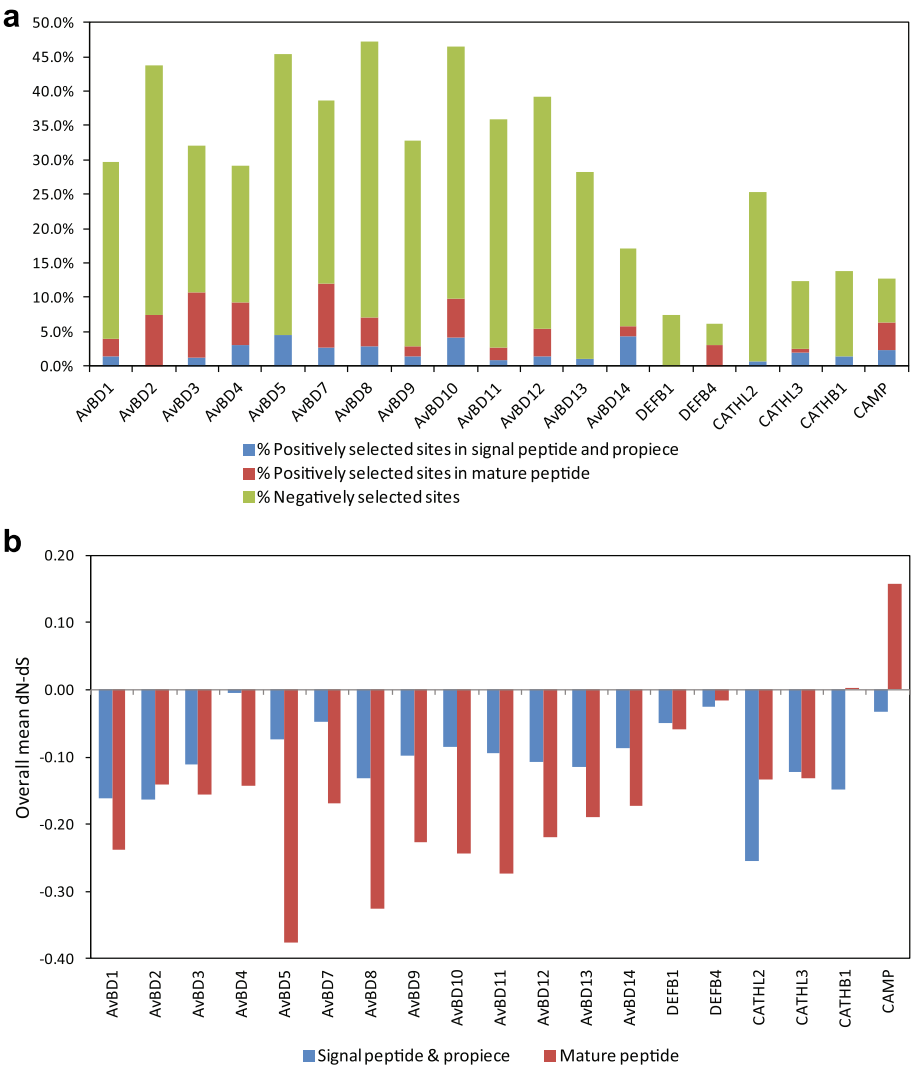 a
50.0%
45.0%
40.0%
35.0%
30.0%
25.0%
20.0%
15.0%
10.0%
5.0%
0.0%
AvBD1 AvBD2 AvBD3 AvBD4 AvBD5 AvBD7 AvBD8 AvBD9 AvBD10 AvBD11 AvBD12 AvBD13 AvBD14 DEFB1 DEFB4 CATHL2 CATHL3 CATHB1 CAMP
% Positively selected sites in signal peptide and propiece
% Positively selected sites in mature peptide
% Negatively selected sites
b
Overall mean dN-dS
0.20
0.10
0.00
-0.10
-0.20
-0.30
-0.40
AvBD1 AvBD2 AvBD3 AvBD4 AvBD5 AvBD7 AvBD8 AvBD9 AvBD10 AvBD11 AvBD12 AvBD13 AvBD14 DEFB1 DEFB4 CATHL2 CATHL3 CATHB1 CAMP
Signal peptide & propiece Mature peptide